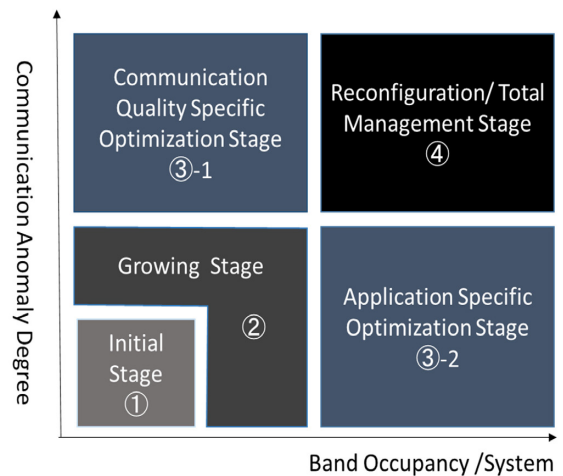 Communication Anomaly Degree
Communication
Quality Specific
Optimization Stage
③-1
Reconfiguration/ Total
Management Stage
④
Growing Stage
②
Initial
Stage
①
Application Specific
Optimization Stage
③-2
Band Occupancy /System